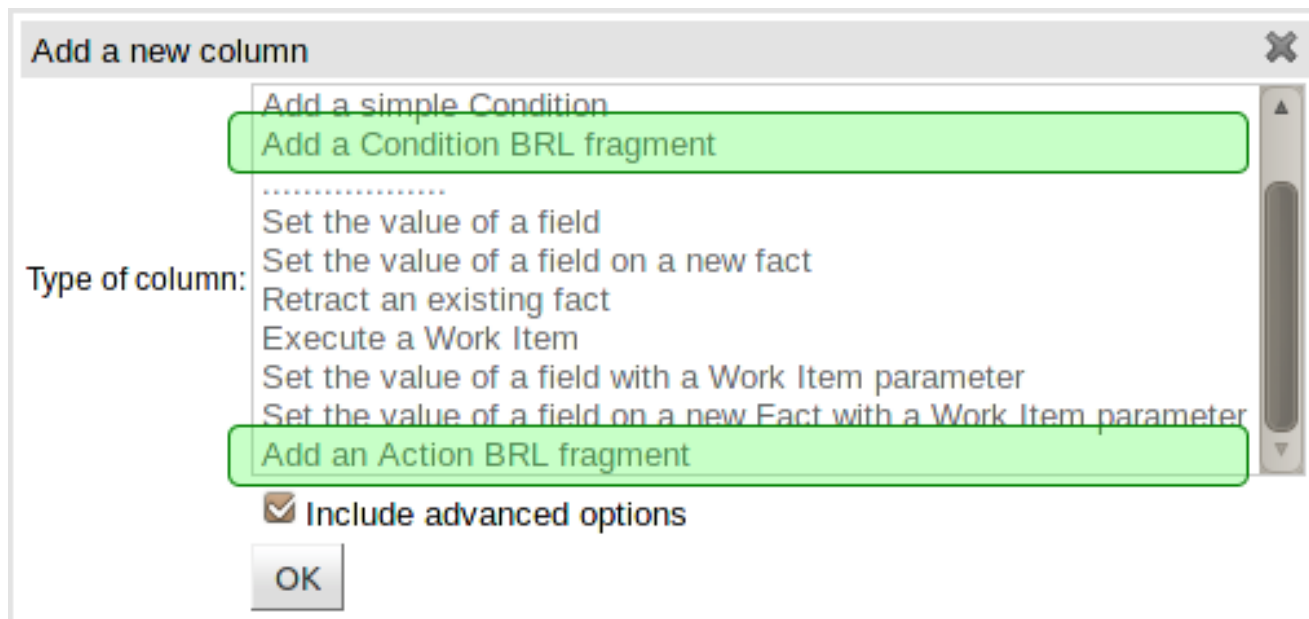 Add a new column
Add a simple Condition
Add a Condition BRL fragment
..................
Set the value of a field
Set the value of a field on a new fact
Type of column:
Retract an existing fact
Execute a Work Item
Set the value of a field with a Work Item parameter
Set the value of a field on a new Fact with a Work Item parameter
Add an Action BRL fragment
Include advanced options
OK